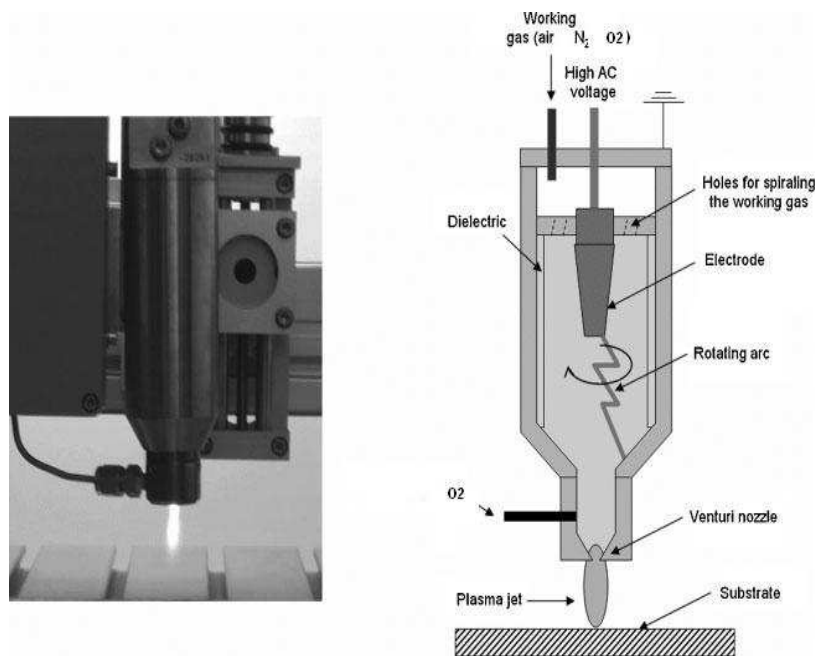 Working
gas (air N₂ O2)
High AC
voltage
Holes for spiraling
the working gas
Dielectric
Electrode
Rotating arc
O2
Venturi nozzle
Plasma jet
Substrate